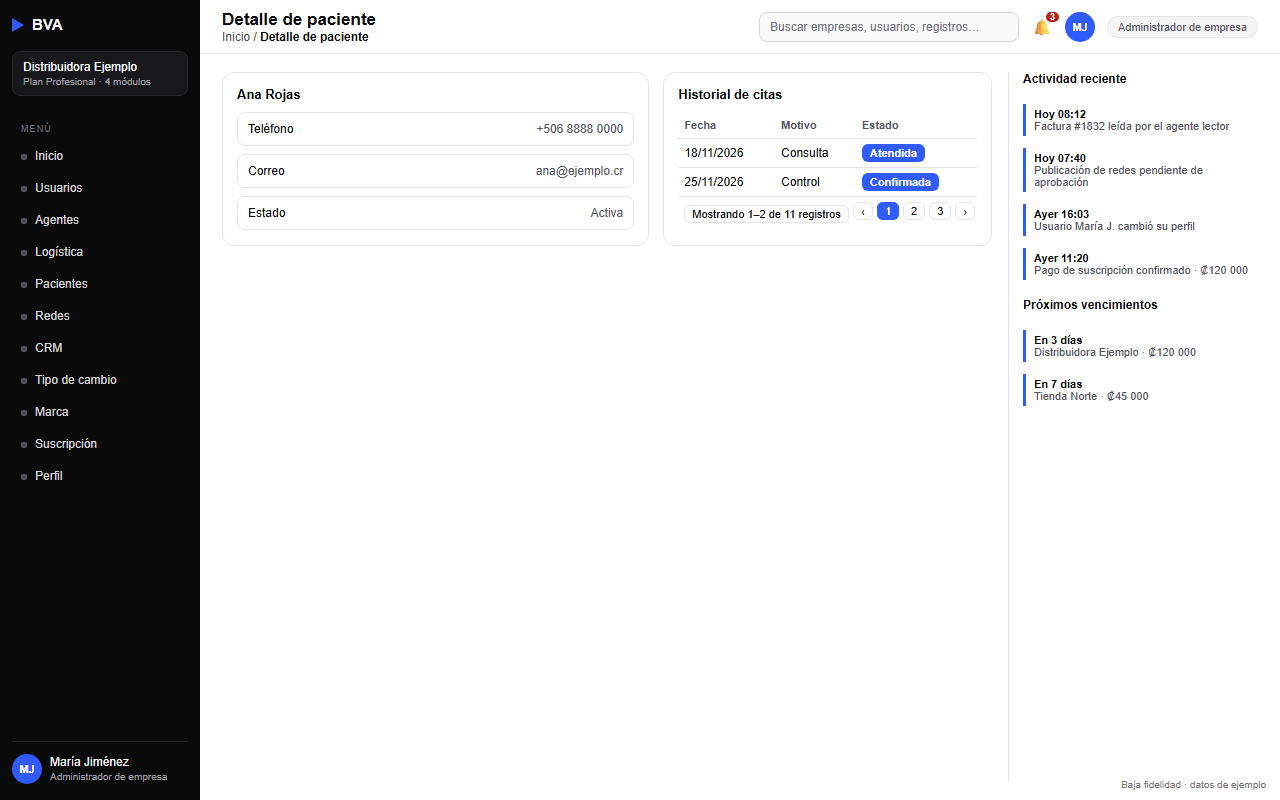 BVA
Distribuidora Ejemplo
Plan Profesional · 4 módulos
MENÚ
Inicio
Usuarios
Agentes
Logística
Pacientes
Redes
CRM
Tipo de cambio
Marca
Suscripción
Perfil
MJ
María Jiménez
Administrador de empresa
Detalle de paciente
Inicio / Detalle de paciente
Buscar empresas, usuarios, registros…
3
MJ
Administrador de empresa
Ana Rojas
Teléfono +506 8888 0000
Correo ana@ejemplo.cr
Estado Activa
Historial de citas
Fecha Motivo Estado
18/11/2026 Consulta Atendida
25/11/2026 Control Confirmada
Mostrando 1–2 de 11 registros ‹ 1 2 3 ›
Actividad reciente
Hoy 08:12
Factura #1832 leída por el agente lector
Hoy 07:40
Publicación de redes pendiente de
aprobación
Ayer 16:03
Usuario María J. cambió su perfil
Ayer 11:20
Pago de suscripción confirmado · ₡120 000
Próximos vencimientos
En 3 días
Distribuidora Ejemplo · ₡120 000
En 7 días
Tienda Norte · ₡45 000
Baja fidelidad · datos de ejemplo